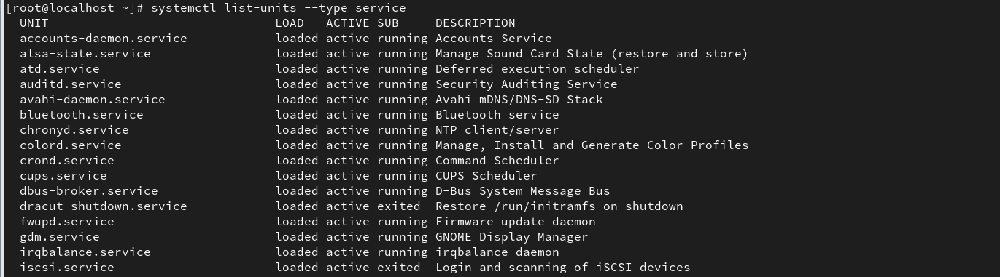 [root@localhost ~]# systemctl list-units --type=service
UNIT LOAD ACTIVE SUB DESCRIPTION
accounts-daemon.service loaded active running Accounts Service
alsa-state.service loaded active running Manage Sound Card State (restore and store)
atd.service loaded active running Deferred execution scheduler
auditd.service loaded active running Security Auditing Service
avahi-daemon.service loaded active running Avahi mDNS/DNS-SD Stack
bluetooth.service loaded active running Bluetooth service
chronyd.service loaded active running NTP client/server
colord.service loaded active running Manage, Install and Generate Color Profiles
crond.service loaded active running Command Scheduler
cups.service loaded active running CUPS Scheduler
dbus-broker.service loaded active running D-Bus System Message Bus
dracut-shutdown.service loaded active exited Restore /run/initramfs on shutdown
fwupd.service loaded active running Firmware update daemon
gdm.service loaded active running GNOME Display Manager
irqbalance.service loaded active running irqbalance daemon
iscsi.service loaded active exited Login and scanning of iSCSI devices